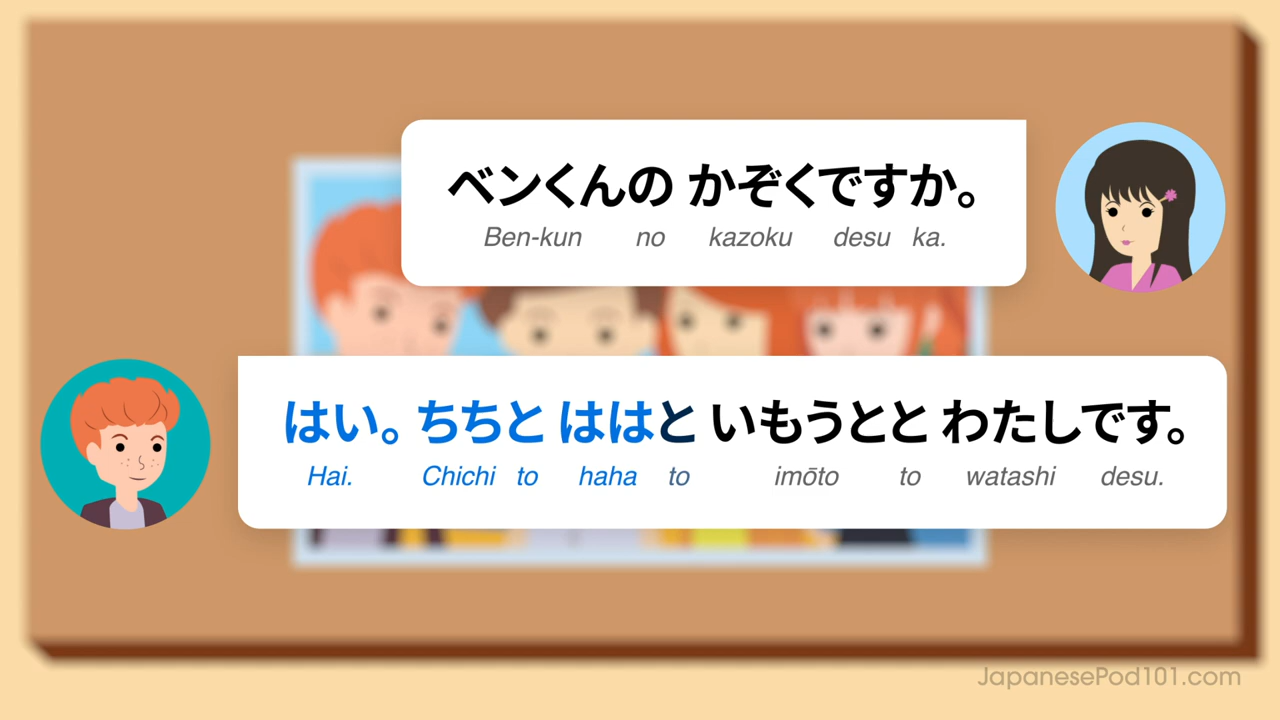 ベンくんの かぞくですか。
Ben-kun no kazoku desu ka.
はい。ちちと ははと いもうとと わたしです。
Hai. Chichi to haha to imōto to watashi desu.
JapanesePod101.com